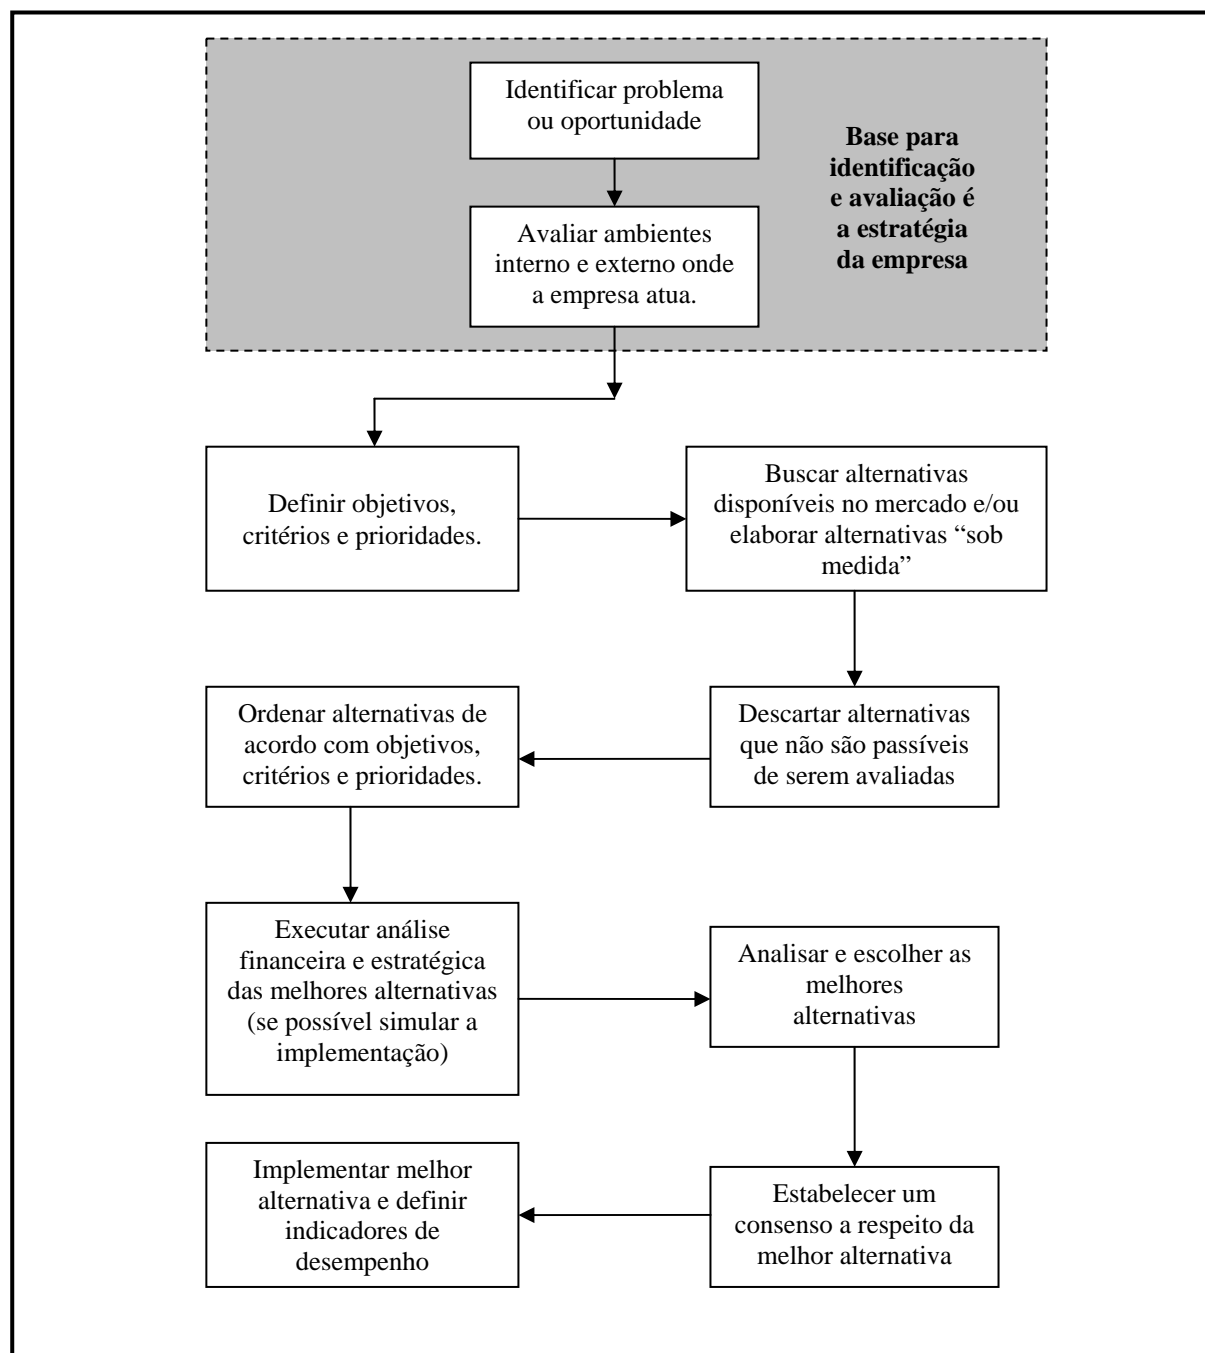 Identificar problema
ou oportunidade
Base para
identificação
e avaliação é
a estratégia
da empresa
Avaliar ambientes
interno e externo onde
a empresa atua.
Definir objetivos,
critérios e prioridades.
Buscar alternativas
disponíveis no mercado e/ou
elaborar alternativas “sob
medida”
Descartar alternativas
que não são passíveis
de serem avaliadas
Ordenar alternativas de
acordo com objetivos,
critérios e prioridades.
Executar análise
financeira e estratégica
das melhores alternativas
(se possível simular a
implementação)
Analisar e escolher as
melhores
alternativas
Estabelecer um
consenso a respeito da
melhor alternativa
Implementar melhor
alternativa e definir
indicadores de
desempenho